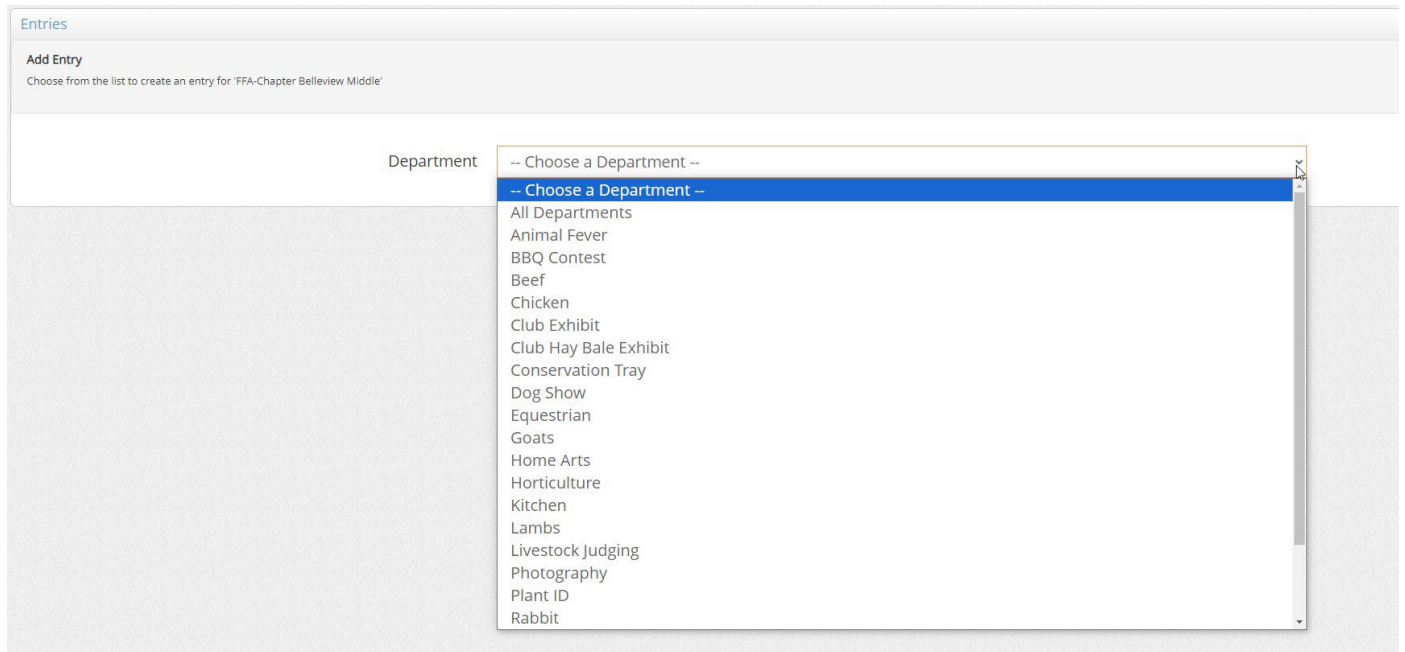 Entries
Add Entry
Choose from the list to create an entry for 'FFA-Chapter Belleview Middle'
Department
-- Choose a Department --
-- Choose a Department --
All Departments
Animal Fever
BBQ Contest
Beef
Chicken
Club Exhibit
Club Hay Bale Exhibit
Conservation Tray
Dog Show
Equestrian
Goats
Home Arts
Horticulture
Kitchen
Lambs
Livestock Judging
Photography
Plant ID
Rabbit